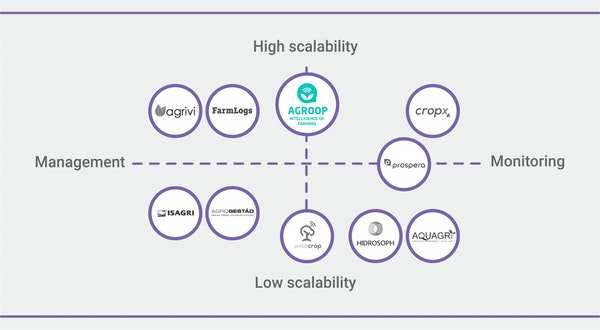 High scalability
agrivi
FarmLogs
AGROOP
INTELLIGENCE OF
FARMING
cropx
Management
prospera
Monitoring
ISAGRI
AGROGESTÃO
wisecrop
HIDROSOPH
AQUAGRI
Low scalability